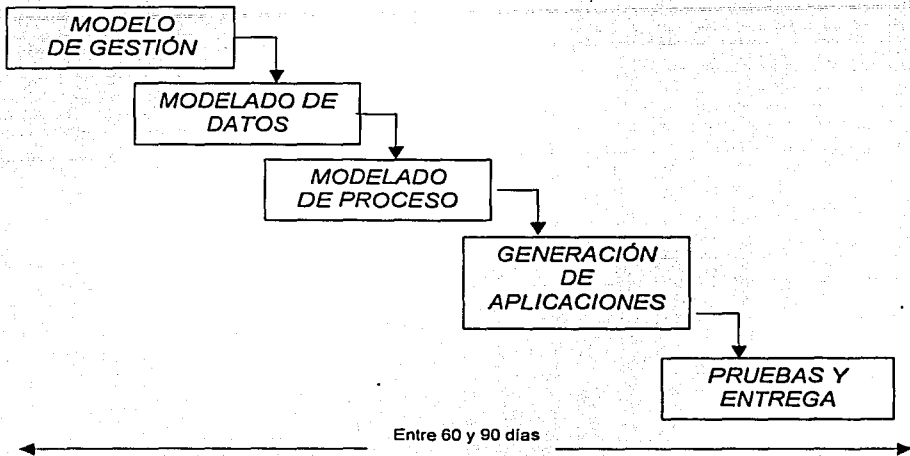 MODELO
DE GESTIÓN
MODELADO DE
DATOS
MODELADO
DE PROCESO
GENERACIÓN
DE
APLICACIONES
PRUEBAS Y
ENTREGA
Entre 60 y 90 días